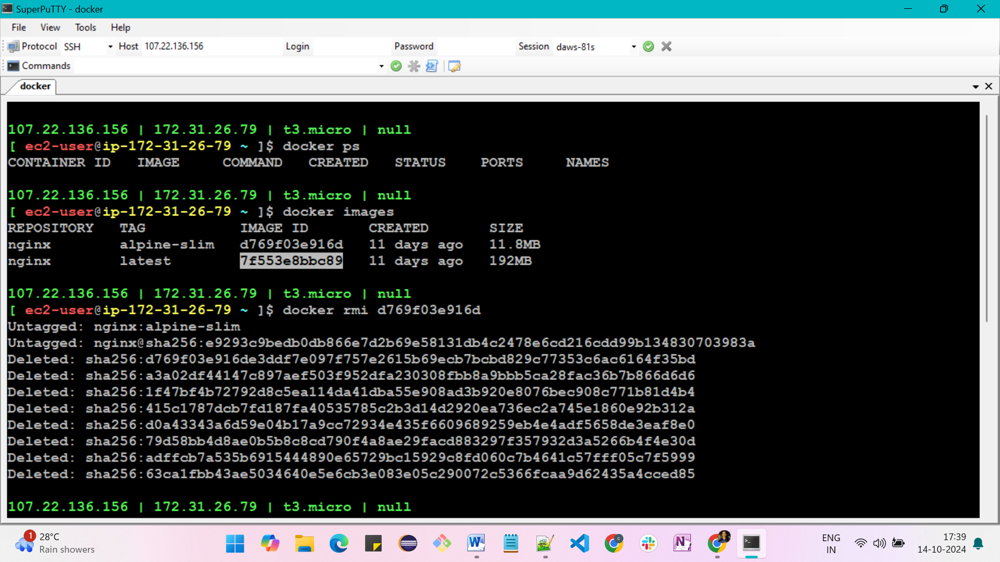 SuperPuTTY - docker
File View Tools Help
Protocol SSH Host 107.22.136.156 Login Password Session daws-81s
Commands
docker
107.22.136.156 | 172.31.26.79 | t3.micro | null
[ ec2-user@ip-172-31-26-79 ~ ]$ docker ps
CONTAINER ID IMAGE COMMAND CREATED STATUS PORTS NAMES
107.22.136.156 | 172.31.26.79 | t3.micro | null
[ ec2-user@ip-172-31-26-79 ~ ]$ docker images
REPOSITORY TAG IMAGE ID CREATED SIZE
nginx alpine-slim d769f03e916d 11 days ago 11.8MB
nginx latest 7f553e8bbc89 11 days ago 192MB
107.22.136.156 | 172.31.26.79 | t3.micro | null
[ ec2-user@ip-172-31-26-79 ~ ]$ docker rmi d769f03e916d
Untagged: nginx:alpine-slim
Untagged: nginx@sha256:e9293c9bedb0db866e7d2b69e58131db4c2478e6cd216cdd99b134830703983a
Deleted: sha256:d769f03e916de3ddf7e097f757e2615b69ecb7bcbd829c77353c6ac6164f35bd
Deleted: sha256:a3a02df44147c897aef503f952dfa230308fbb8a9bbb5ca28fac36b7b866d6d6
Deleted: sha256:1f47bf4b72792d8c5ea114da41dba55e908ad3b920e8076bec908c771b81d4b4
Deleted: sha256:415c1787dcb7fd187fa40535785c2b3d14d2920ea736ec2a745e1860e92b312a
Deleted: sha256:d0a43343a6d59e04b17a9cc72934e435f6609689259eb4e4adf5658de3eaf8e0
Deleted: sha256:79d58bb4d8ae0b5b8c8cd790f4a8ae29facd883297f357932d3a5266b4f4e30d
Deleted: sha256:adffcb7a535b6915444890e65729bc15929c8fd060c7b4641c57fff05c7f5999
Deleted: sha256:63ca1fbb43ae5034640e5e6cb3e083e05c290072c5366fcaa9d62435a4cced85
107.22.136.156 | 172.31.26.79 | t3.micro | null
1 28°C
Rain showers
ENG
IN
17:39
14-10-2024